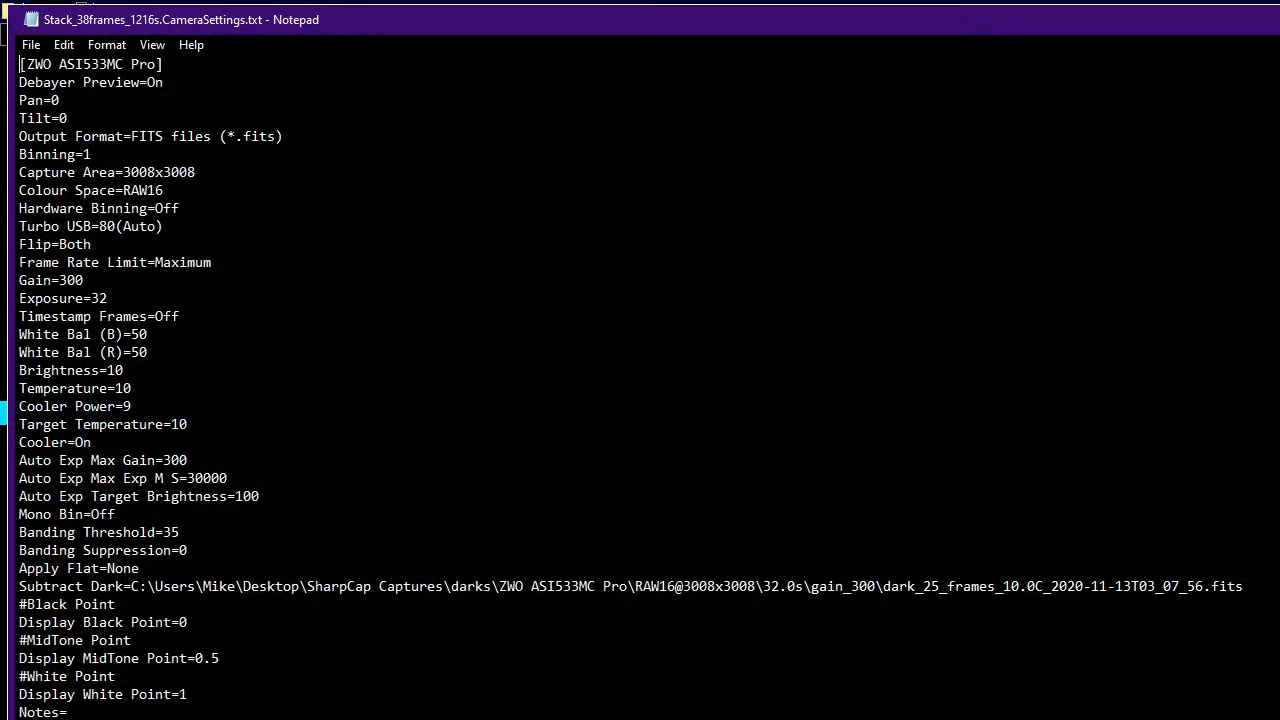 Stack_38frames_1216s.CameraSettings.txt - Notepad
File Edit Format View Help
[ZWO ASI533MC Pro]
Debayer Preview=On
Pan=0
Tilt=0
Output Format=FITS files (*.fits)
Binning=1
Capture Area=3008x3008
Colour Space=RAW16
Hardware Binning=Off
Turbo USB=80(Auto)
Flip=Both
Frame Rate Limit=Maximum
Gain=300
Exposure=32
Timestamp Frames=Off
White Bal (B)=50
White Bal (R)=50
Brightness=10
Temperature=10
Cooler Power=9
Target Temperature=10
Cooler=On
Auto Exp Max Gain=300
Auto Exp Max Exp M S=30000
Auto Exp Target Brightness=100
Mono Bin=Off
Banding Threshold=35
Banding Suppression=0
Apply Flat=None
Subtract Dark=C:\Users\Mike\Desktop\SharpCap Captures\darks\ZWO ASI533MC Pro\RAW16@3008x3008\32.0s\gain_300\dark_25_frames_10.0C_2020-11-13T03_07_56.fits
#Black Point
Display Black Point=0
#MidTone Point
Display MidTone Point=0.5
#White Point
Display White Point=1
Notes=